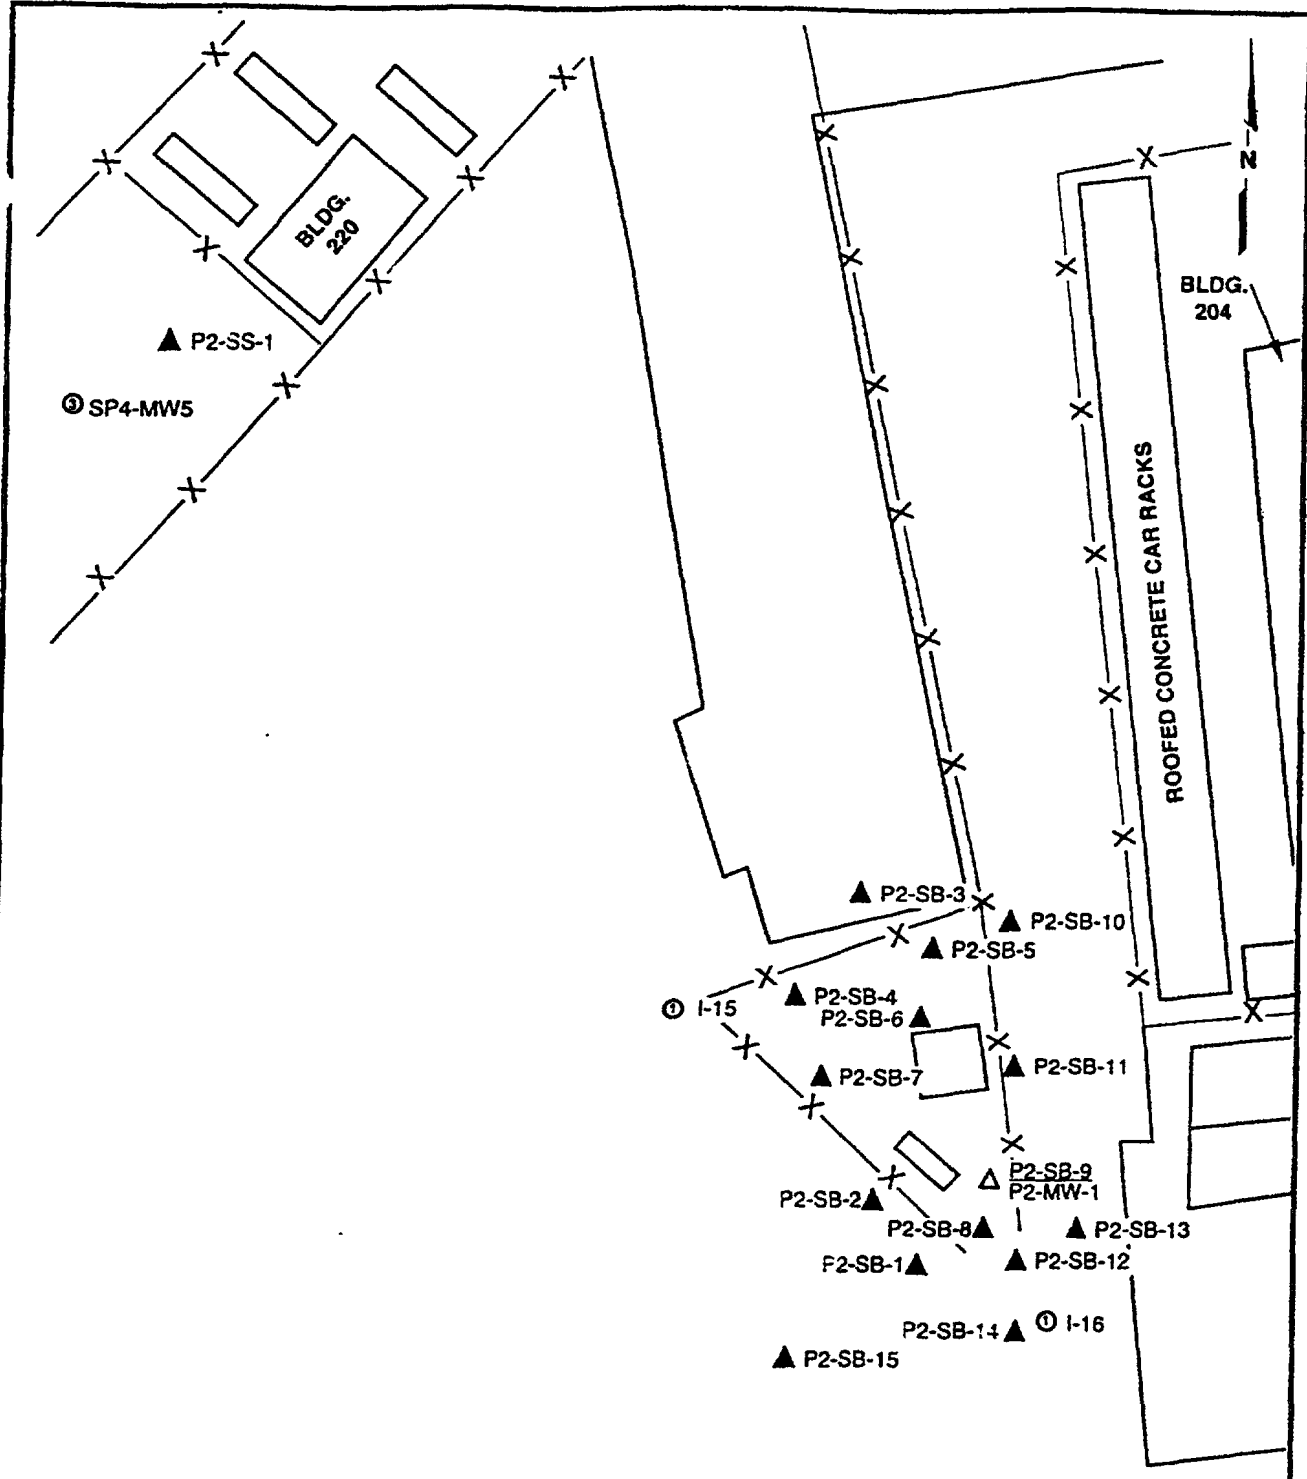 N
BLDG.
220
BLDG.
204
P2-SS-1
③ SP4-MW5
ROOFED CONCRETE CAR RACKS
P2-SB-3
P2-SB-10
P2-SB-5
P2-SB-4
① I-15
P2-SB-6
P2-SB-11
P2-SB-7
P2-SB-9
P2-MW-1
P2-SB-2
P2-SB-8
P2-SB-13
P2-SB-12
P2-SB-1
① I-16
P2-SB-14
P2-SB-15